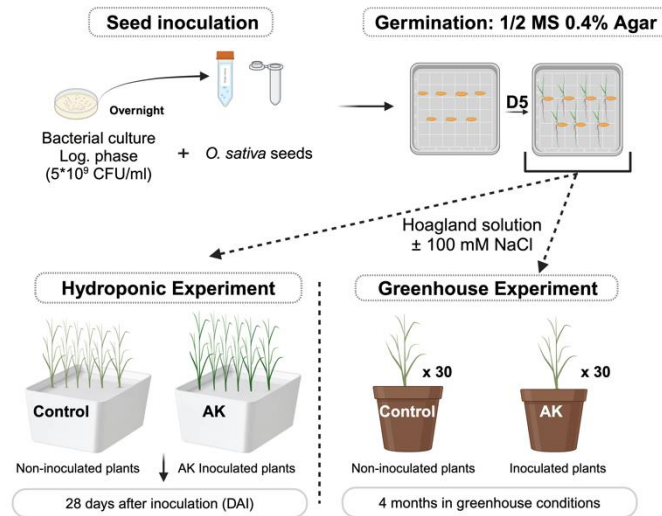 Seed inoculation
Germination: 1/2 MS 0.4% Agar
Overnight
D5
Bacterial culture
Log. phase
(5*10⁹ CFU/ml)
+
O. sativa seeds
Hoagland solution
± 100 mM NaCl
Hydroponic Experiment
Greenhouse Experiment
x 30
x 30
Control
AK
Control
AK
Non-inoculated plants
AK Inoculated plants
Non-inoculated plants
Inoculated plants
28 days after inoculation (DAI)
4 months in greenhouse conditions